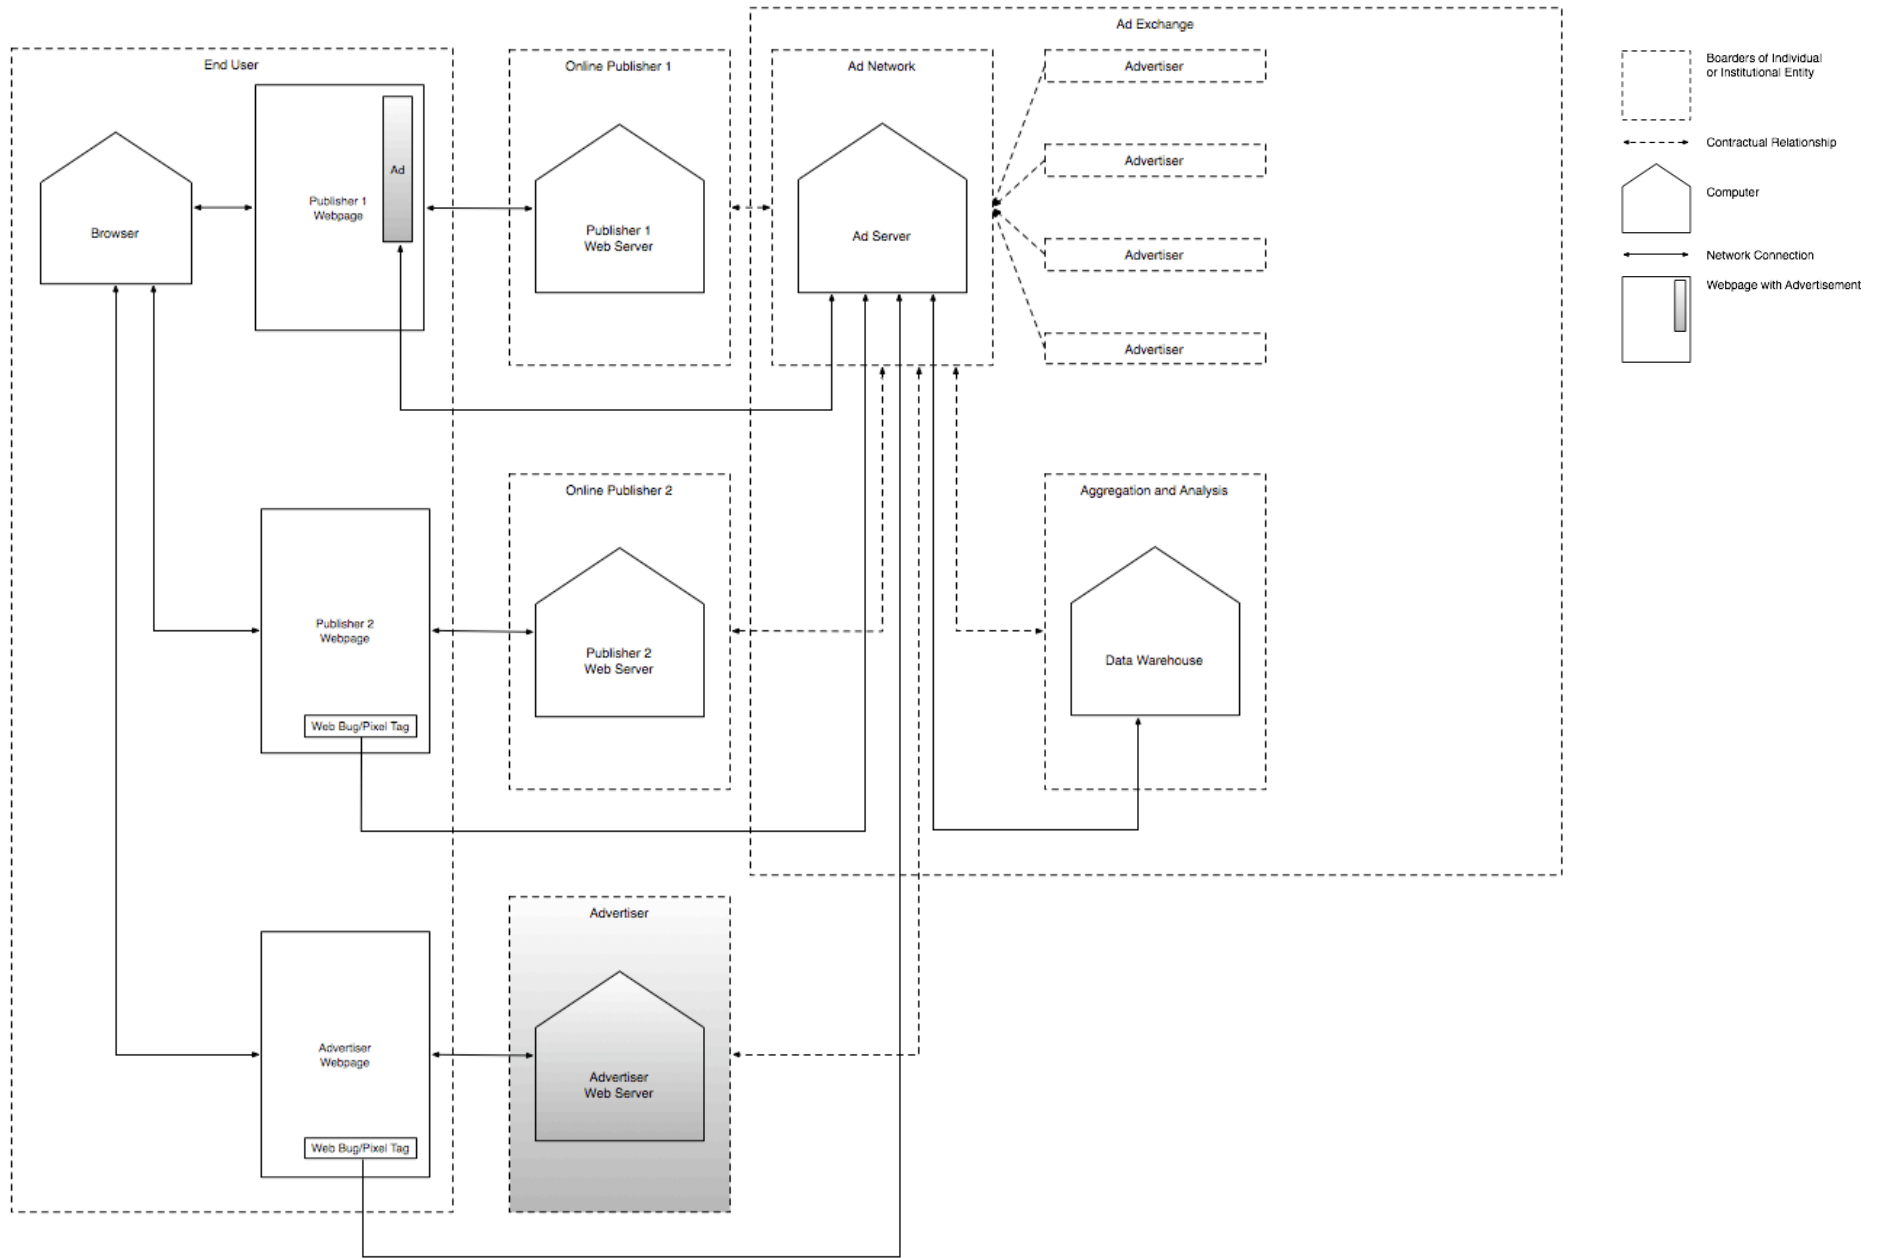 Ad Exchange
End User
Online Publisher 1
Ad Network
Advertiser
Boarders of Individual
or Institutional Entity
Contractual Relationship
Computer
Network Connection
Webpage with Advertisement
Ad
Publisher 1
Webpage
Browser
Publisher 1
Web Server
Ad Server
Advertiser
Advertiser
Advertiser
Online Publisher 2
Aggregation and Analysis
Publisher 2
Webpage
Publisher 2
Web Server
Data Warehouse
Web Bug/Pixel Tag
Advertiser
Advertiser
Webpage
Advertiser
Web Server
Web Bug/Pixel Tag